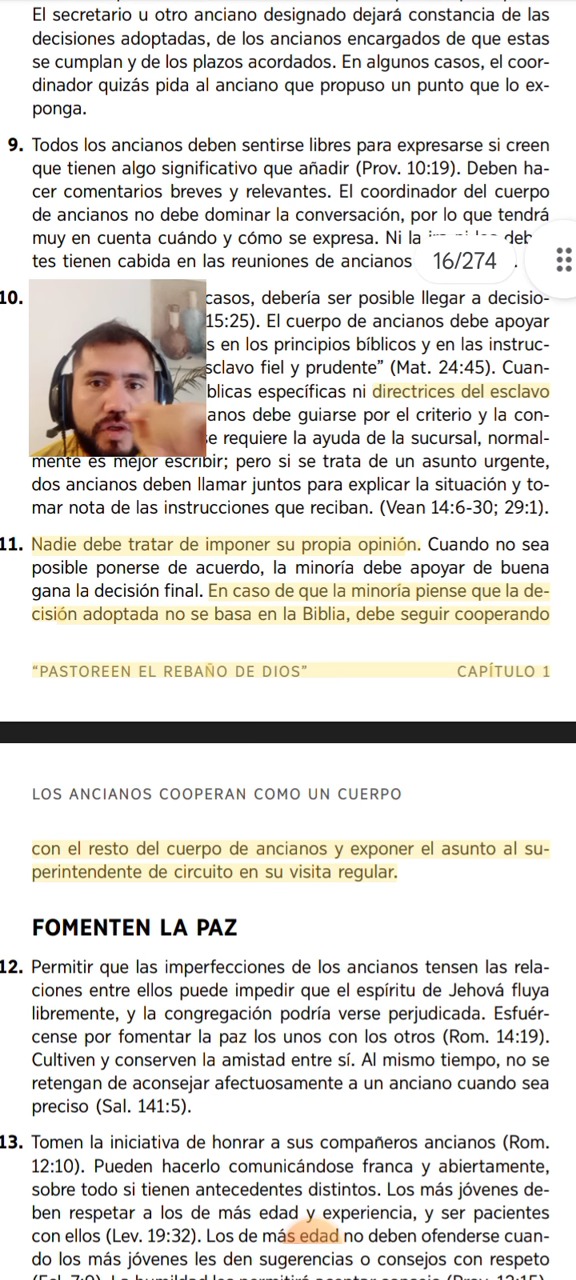 El secretario u otro anciano designado dejará constancia de las
decisiones adoptadas, de los ancianos encargados de que estas
se cumplan y de los plazos acordados. En algunos casos, el coor-
dinador quizás pida al anciano que propuso un punto que lo ex-
ponga.
9. Todos los ancianos deben sentirse libres para expresarse si creen
que tienen algo significativo que añadir (Prov. 10:19). Deben ha-
cer comentarios breves y relevantes. El coordinador del cuerpo
de ancianos no debe dominar la conversación, por lo que tendrá
muy en cuenta cuándo y cómo se expresa. Ni la
tes tienen cabida en las reuniones de ancianos
16/274
10. casos, debería ser posible llegar a decisio-
15:25). El cuerpo de ancianos debe apoyar
s en los principios bíblicos y en las instruc-
sclavo fiel y prudente” (Mat. 24:45). Cuan-
blicas específicas ni directrices del esclavo
anos debe guiarse por el criterio y la con-
e requiere la ayuda de la sucursal, normal-
mente es mejor escribir; pero si se trata de un asunto urgente,
dos ancianos deben llamar juntos para explicar la situación y to-
mar nota de las instrucciones que reciban. (Vean 14:6-30; 29:1).
11. Nadie debe tratar de imponer su propia opinión. Cuando no sea
posible ponerse de acuerdo, la minoría debe apoyar de buena
gana la decisión final. En caso de que la minoría piense que la de-
cisión adoptada no se basa en la Biblia, debe seguir cooperando
“PASTOREEN EL REBAÑO DE DIOS” CAPÍTULO 1
LOS ANCIANOS COOPERAN COMO UN CUERPO
con el resto del cuerpo de ancianos y exponer el asunto al su-
perintendente de circuito en su visita regular.
FOMENTEN LA PAZ
12. Permitir que las imperfecciones de los ancianos tensen las rela-
ciones entre ellos puede impedir que el espíritu de Jehová fluya
libremente, y la congregación podría verse perjudicada. Esfuér-
cense por fomentar la paz los unos con los otros (Rom. 14:19).
Cultiven y conserven la amistad entre sí. Al mismo tiempo, no se
retengan de aconsejar afectuosamente a un anciano cuando sea
preciso (Sal. 141:5).
13. Tomen la iniciativa de honrar a sus compañeros ancianos (Rom.
12:10). Pueden hacerlo comunicándose franca y abiertamente,
sobre todo si tienen antecedentes distintos. Los más jóvenes de-
ben respetar a los de más edad y experiencia, y ser pacientes
con ellos (Lev. 19:32). Los de más edad no deben ofenderse cuan-
do los más jóvenes les den sugerencias o consejos con respeto